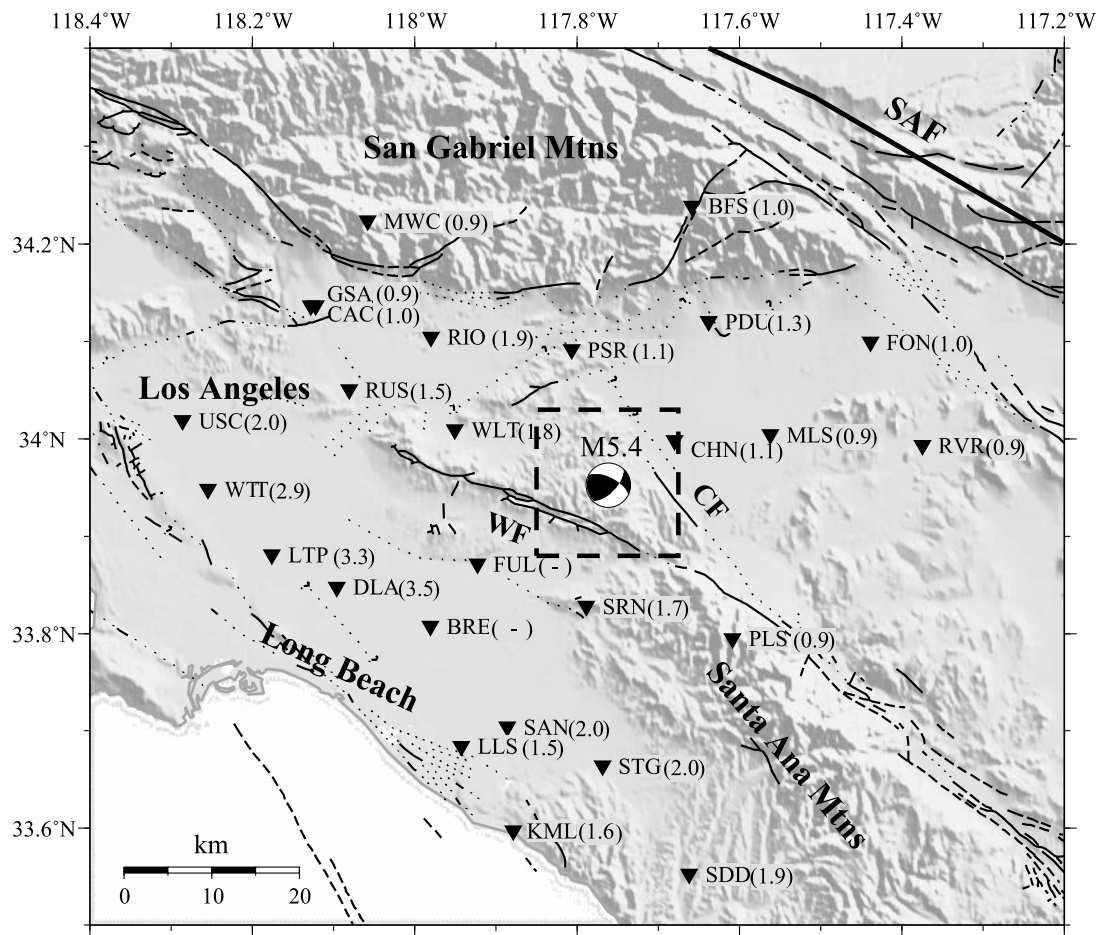 118.4˚W 118.2˚W 118˚W 117.8˚W 117.6˚W 117.4˚W 117.2˚W
SAF
San Gabriel Mtns
BFS (1.0)
MWC (0.9)
34.2˚N
GSA (0.9)
CAC (1.0)
PDU (1.3)
RIO (1.9)
PSR (1.1)
FON (1.0)
Los Angeles
RUS (1.5)
USC (2.0)
WLT (1.8)
34˚N
M5.4
CHN (1.1)
MLS (0.9)
RVR (0.9)
WTT (2.9)
CF
WF
LTP (3.3)
FUL ( - )
DLA (3.5)
SRN (1.7)
BRE ( - )
33.8˚N
PLS (0.9)
Long Beach
Santa Ana Mtns
SAN (2.0)
LLS (1.5)
STG (2.0)
33.6˚N
KML (1.6)
km
0 10 20
SDD (1.9)